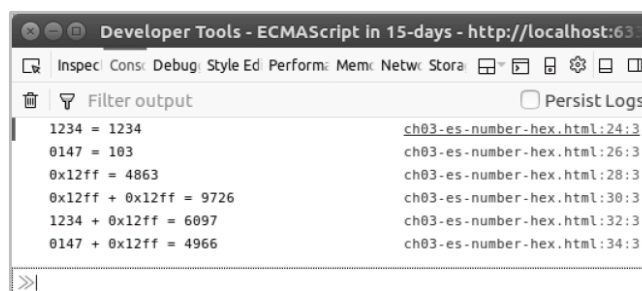 Developer Tools - ECMAScript in 15-days - http://localhost:63
Inspec Cons Debug Style Ed Performa Mem Netw Stora
Filter output Persist Logs
1234 = 1234 ch03-es-number-hex.html:24:3
0147 = 103 ch03-es-number-hex.html:26:3
0x12ff = 4863 ch03-es-number-hex.html:28:3
0x12ff + 0x12ff = 9726 ch03-es-number-hex.html:30:3
1234 + 0x12ff = 6097 ch03-es-number-hex.html:32:3
0147 + 0x12ff = 4966 ch03-es-number-hex.html:34:3